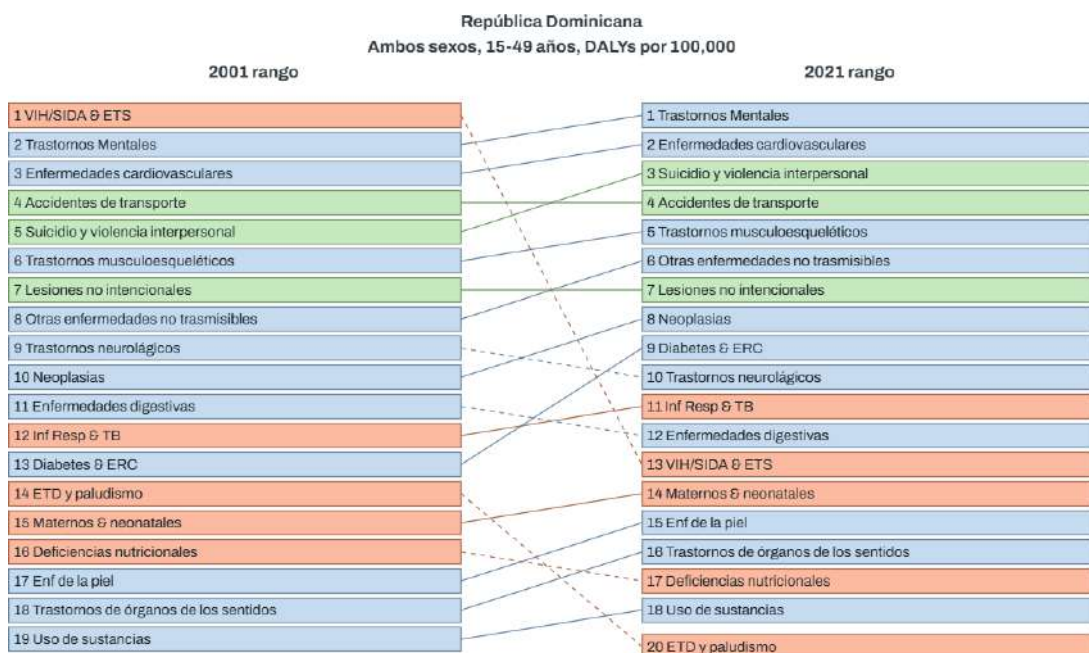 República Dominicana
Ambos sexos, 15-49 años, DALYs por 100,000
2001 rango
2021 rango
1 VIH/SIDA & ETS
2 Trastornos Mentales
3 Enfermedades cardiovasculares
4 Accidentes de transporte
5 Suicidio y violencia interpersonal
6 Trastornos musculoesqueléticos
7 Lesiones no intencionales
8 Otras enfermedades no trasmisibles
9 Trastornos neurolágicos
10 Neoplasias
11 Enfermedades digestivas
12 Inf Resp & TB
13 Diabetes & ERC
14 ETD y paludismo
15 Maternos & neonatales
16 Deficiencias nutricionales
17 Enf de la piel
18 Trastornos de órganos de los sentidos
19 Uso de sustancias
1 Trastornos Mentales
2 Enfermedades cardiovasculares
3 Suicidio y violencia interpersonal
4 Accidentes de transporte
5 Trastornos musculoesqueléticos
6 Otras enfermedades no trasmisibles
7 Lesiones no intencionales
8 Neoplasias
9 Diabetes & ERC
10 Trastornos neurolágicos
11 Inf Resp & TB
12 Enfermedades digestivas
13 VIH/SIDA & ETS
14 Maternos & neonatales
15 Enf de la piel
16 Trastornos de órganos de los sentidos
17 Deficiencias nutricionales
18 Uso de sustancias
20 ETD y paludismo